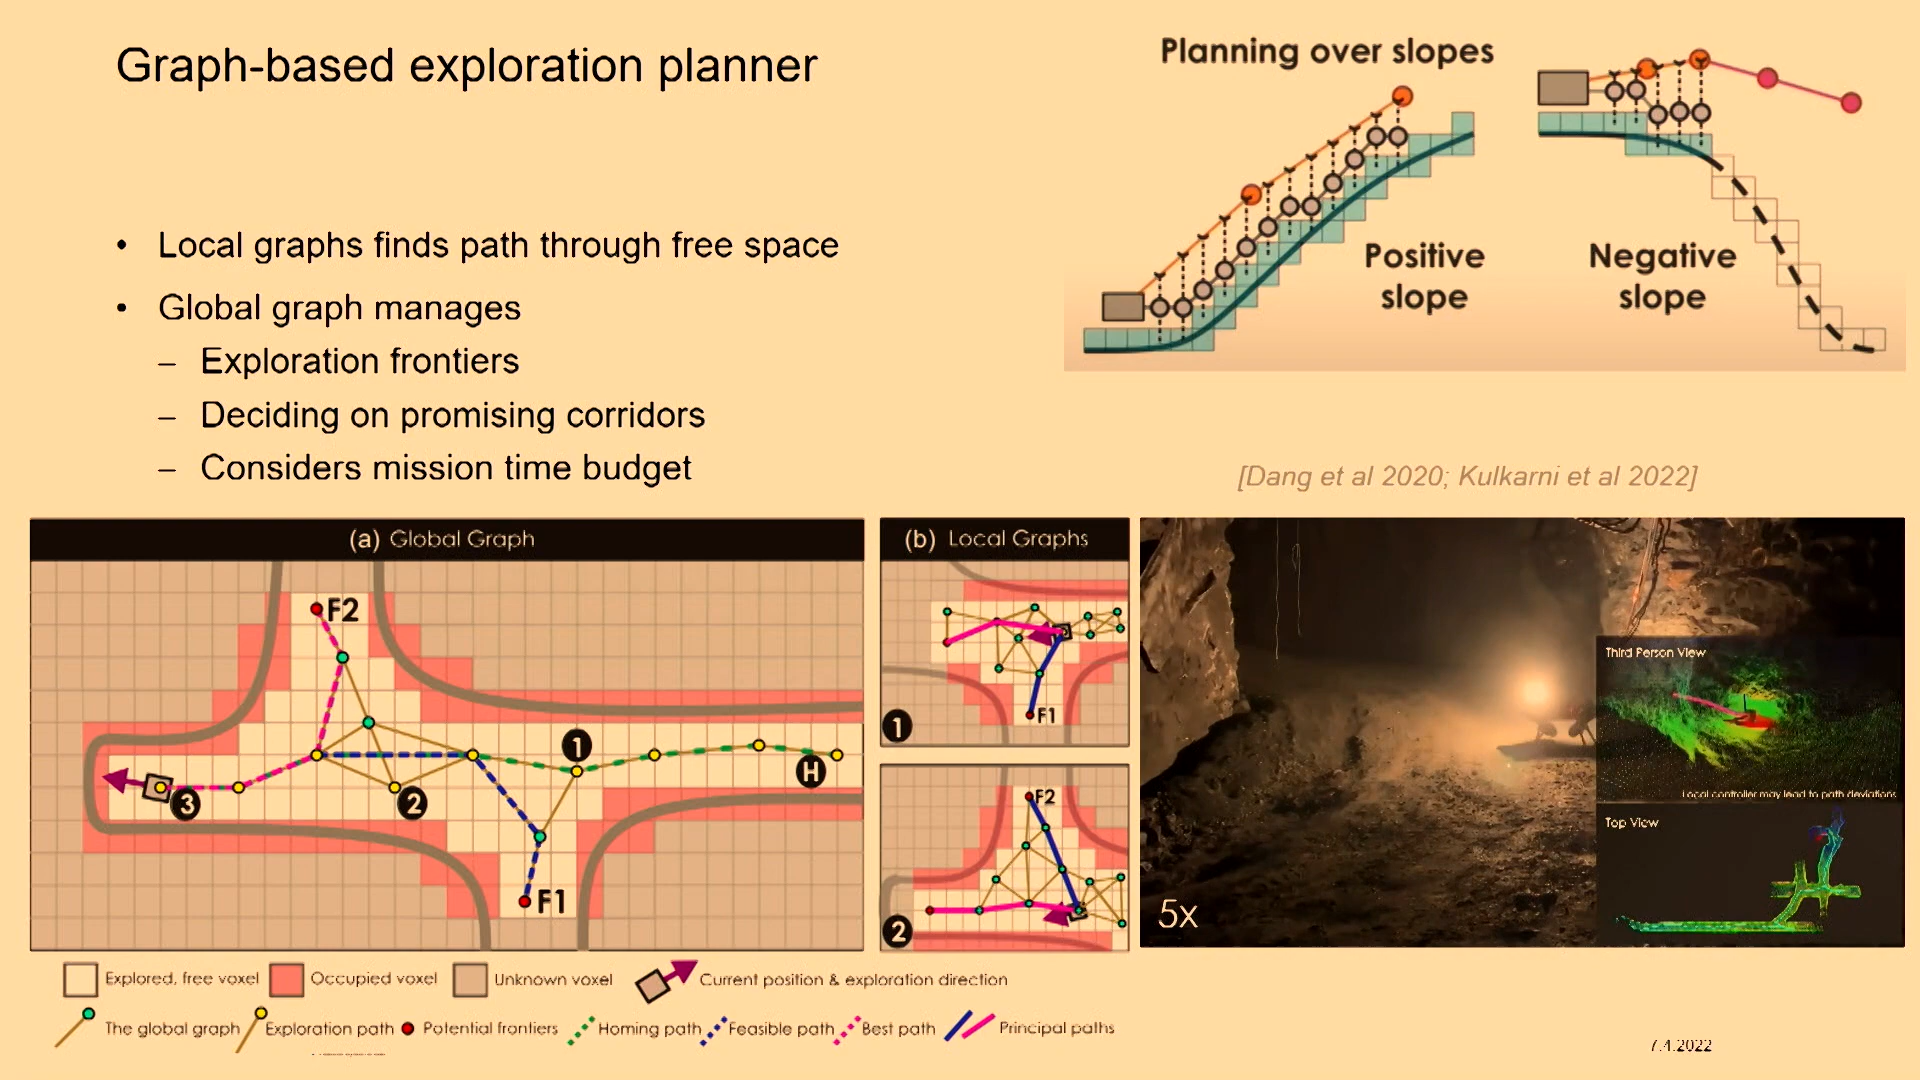 Graph-based exploration planner
• Local graphs finds path through free space
• Global graph manages
– Exploration frontiers
– Deciding on promising corridors
– Considers mission time budget
Planning over slopes
Positive
slope
Negative
slope
[Dang et al 2020; Kulkarni et al 2022]
(a) Global Graph
F2
1
H
3
2
F1
(b) Local Graphs
F1
1
F2
2
Third Person View
Local controller may lead to path deviations
Top View
5x
Explored, free voxel
Occupied voxel
Unknown voxel
Current position & exploration direction
The global graph
Exploration path
Potential frontiers
Homing path
Feasible path
Best path
Principal paths
7.4.2022